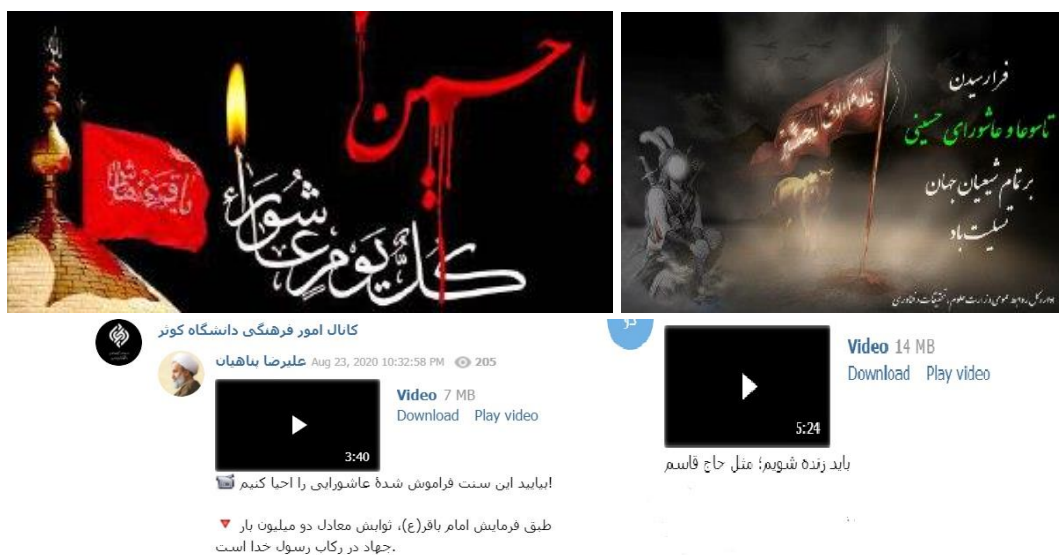 یا حسین
کل یوم عاشوراء
یا قمر بنی هاشم
فرارسیدن
تاسوعا و عاشورای حسینی
بر تمام شیعیان جهان
تسلیت باد
کانال امور فرهنگی دانشگاه کوثر
علیرضا پناهیان Aug 23, 2020 10:32:58 PM 205
Video 7 MB
Download Play video
3:40
بیایید این سنت فراموش شدۀ عاشورایی را احیا کنیم!
طبق فرمایش امام باقر(ع)، ثوابش معادل دو میلیون بار
جهاد در رکاب رسول خدا است.
Video 14 MB
Download Play video
5:24
باید زنده شویم؛ مثل حاج قاسم